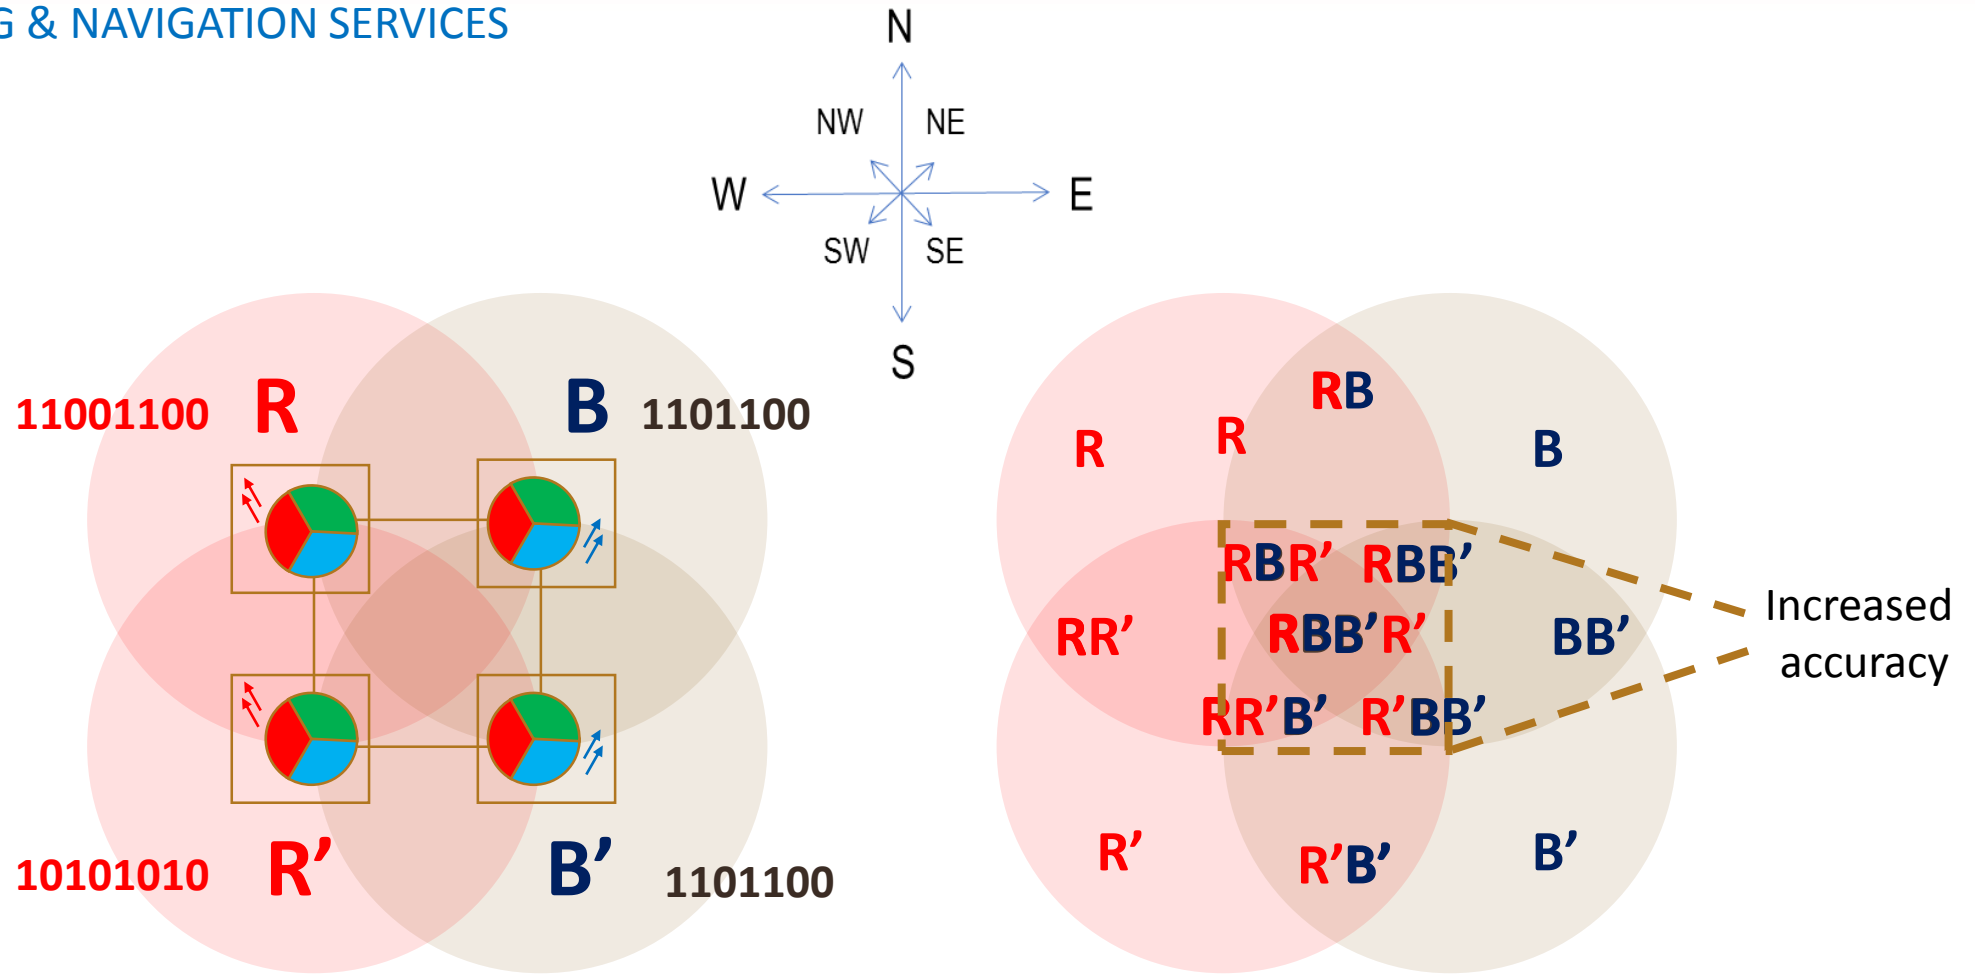 G & NAVIGATION SERVICES
N
NW NE
W E
SW SE
S
11001100 R B 1101100
10101010 R’ B’ 1101100
RB
R R B
RBR’ RBB’
RR’ RBB’R’ BB’
RR’B’ R’BB’
R’ R’B’ B’
Increased
accuracy